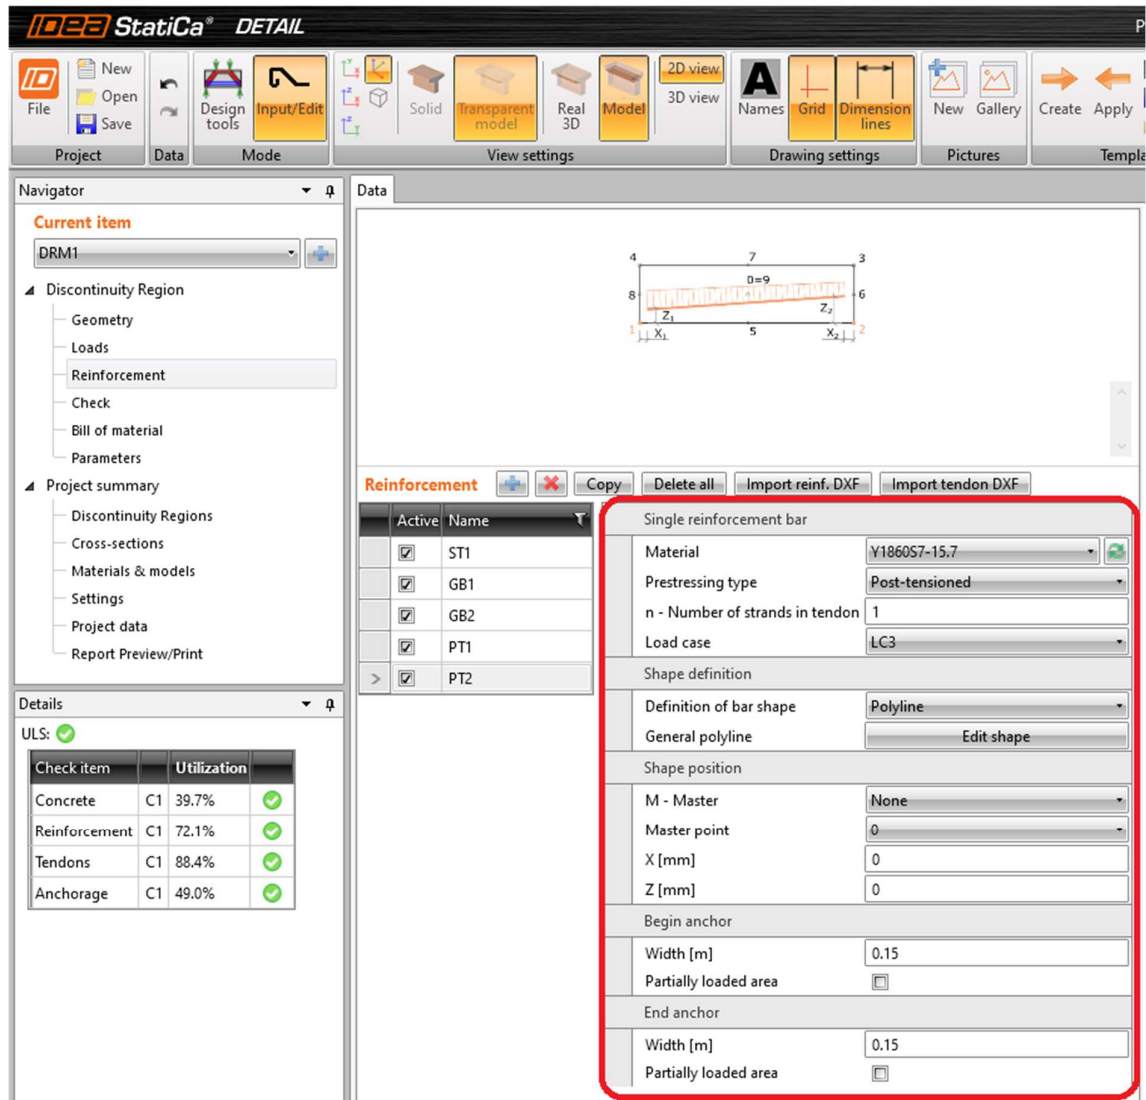 IDEA StatiCa® DETAIL
P
File
New
Open
Save
Design tools
Input/Edit
Solid
Transparent model
Real 3D
Model
2D view
3D view
Names
Grid
Dimension lines
New
Gallery
Create
Apply
Project
Data
Mode
View settings
Drawing settings
Pictures
Templa
Navigator
Current item
DRM1
Discontinuity Region
Geometry
Loads
Reinforcement
Check
Bill of material
Parameters
Project summary
Discontinuity Regions
Cross-sections
Materials & models
Settings
Project data
Report Preview/Print
Details
ULS:
Check item Utilization
Concrete C1 39.7%
Reinforcement C1 72.1%
Tendons C1 88.4%
Anchorage C1 49.0%
Data
4 7 3
0=9
8 6
Z1 Z2
1 5 2
X1 X2
Reinforcement Copy Delete all Import reinf. DXF Import tendon DXF
Active Name
ST1
GB1
GB2
PT1
> PT2
Single reinforcement bar
Material Y1860S7-15.7
Prestressing type Post-tensioned
n - Number of strands in tendon 1
Load case LC3
Shape definition
Definition of bar shape Polyline
General polyline Edit shape
Shape position
M - Master None
Master point 0
X [mm] 0
Z [mm] 0
Begin anchor
Width [m] 0.15
Partially loaded area
End anchor
Width [m] 0.15
Partially loaded area